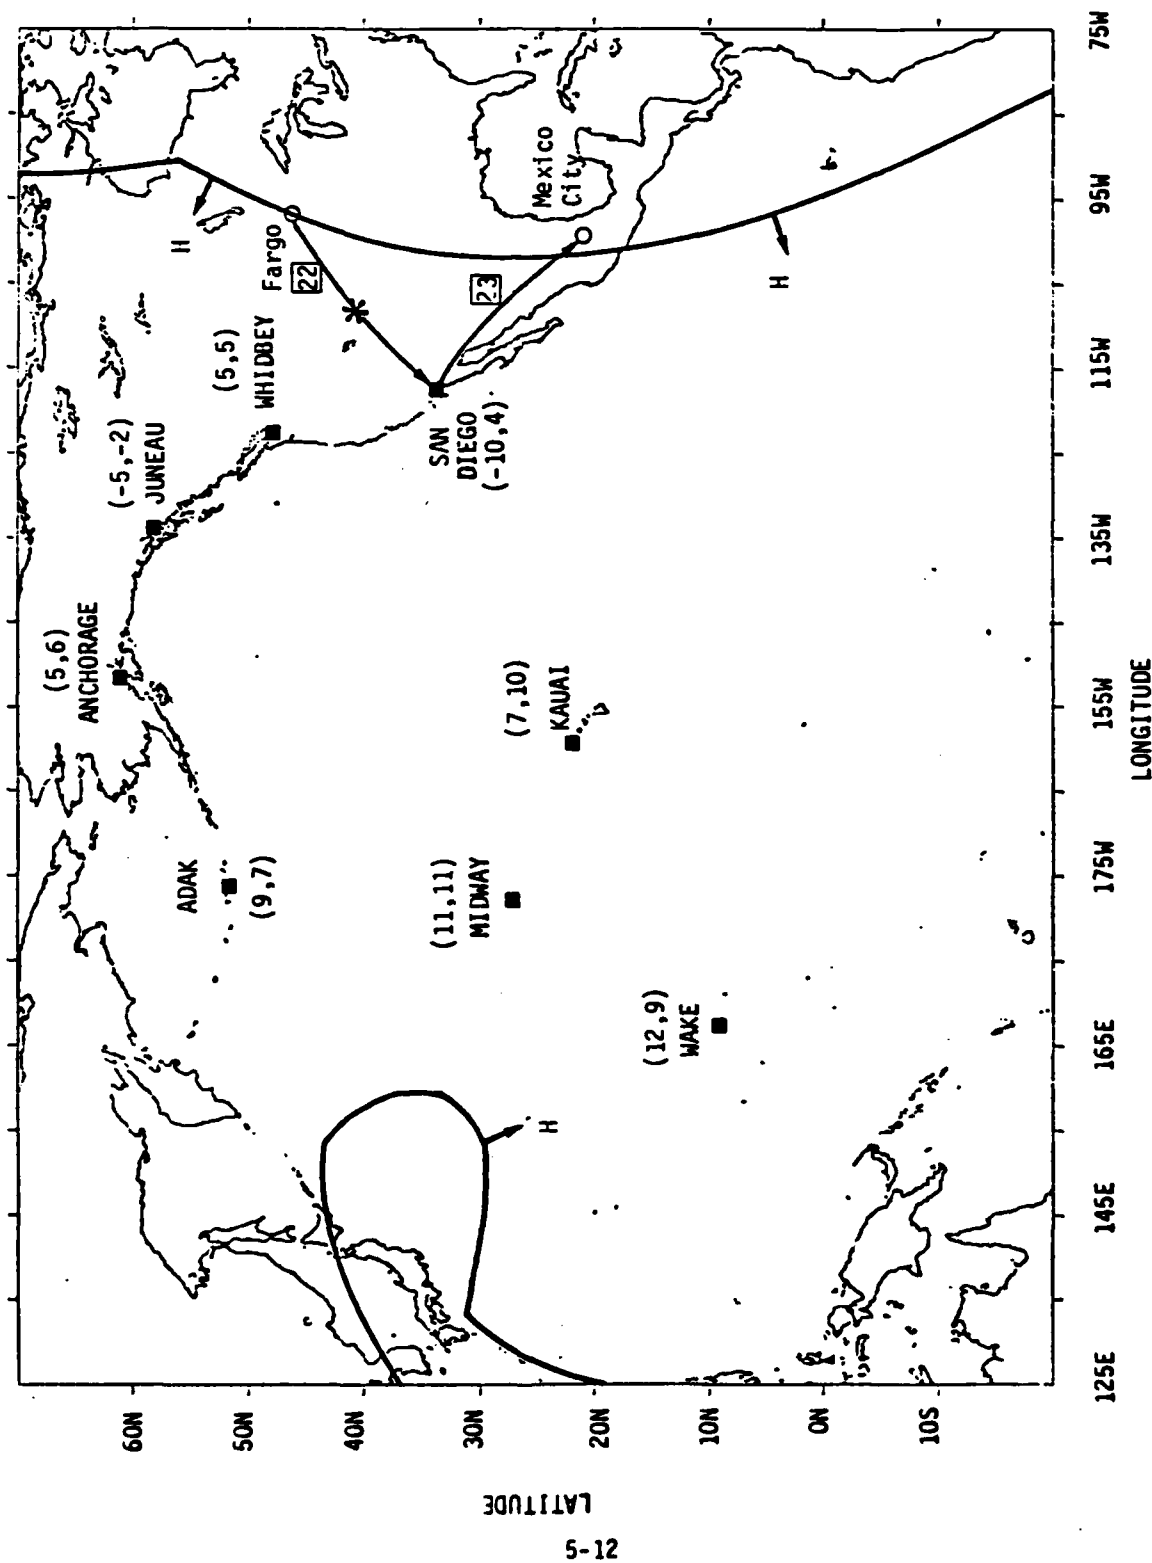 (5,6)
ANCHORAGE
(-5,-2)
JUNEAU
(5,5)
WHIDBEY
H
Fargo
22
ADAK
(9,7)
SAN
DIEGO
(-10,4)
23
Mexico
City
(11,11)
MIDWAY
(7,10)
KAUAI
H
(12,9)
WAKE
H
60N
50N
40N
30N
20N
10N
0N
10S
LATITUDE
125E
145E
165E
175W
155W
135W
115W
95W
75W
LONGITUDE
5-12